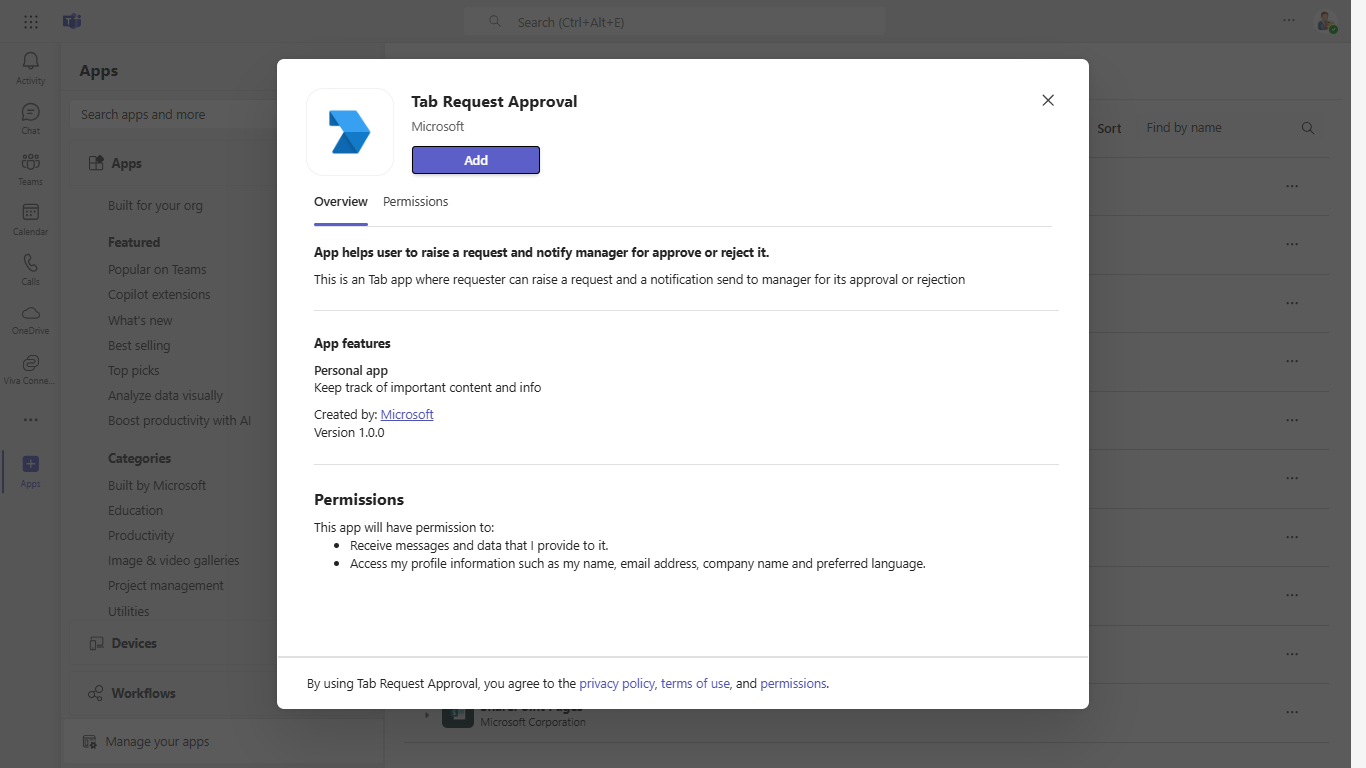 Search (Ctrl+Alt+E)
Activity
Chat
Teams
Calendar
Calls
OneDrive
Viva Conne...
Apps
Apps
Search apps and more
Apps
Built for your org
Featured
Popular on Teams
Copilot extensions
What's new
Best selling
Top picks
Analyze data visually
Boost productivity with AI
Categories
Built by Microsoft
Education
Productivity
Image & video galleries
Project management
Utilities
Devices
Workflows
Manage your apps
Sort
Find by name
Tab Request Approval
Microsoft
Add
Overview Permissions
App helps user to raise a request and notify manager for approve or reject it.
This is an Tab app where requester can raise a request and a notification send to manager for its approval or rejection
App features
Personal app
Keep track of important content and info
Created by: Microsoft
Version 1.0.0
Permissions
This app will have permission to:
• Receive messages and data that I provide to it.
• Access my profile information such as my name, email address, company name and preferred language.
By using Tab Request Approval, you agree to the privacy policy, terms of use, and permissions.
Microsoft Corporation